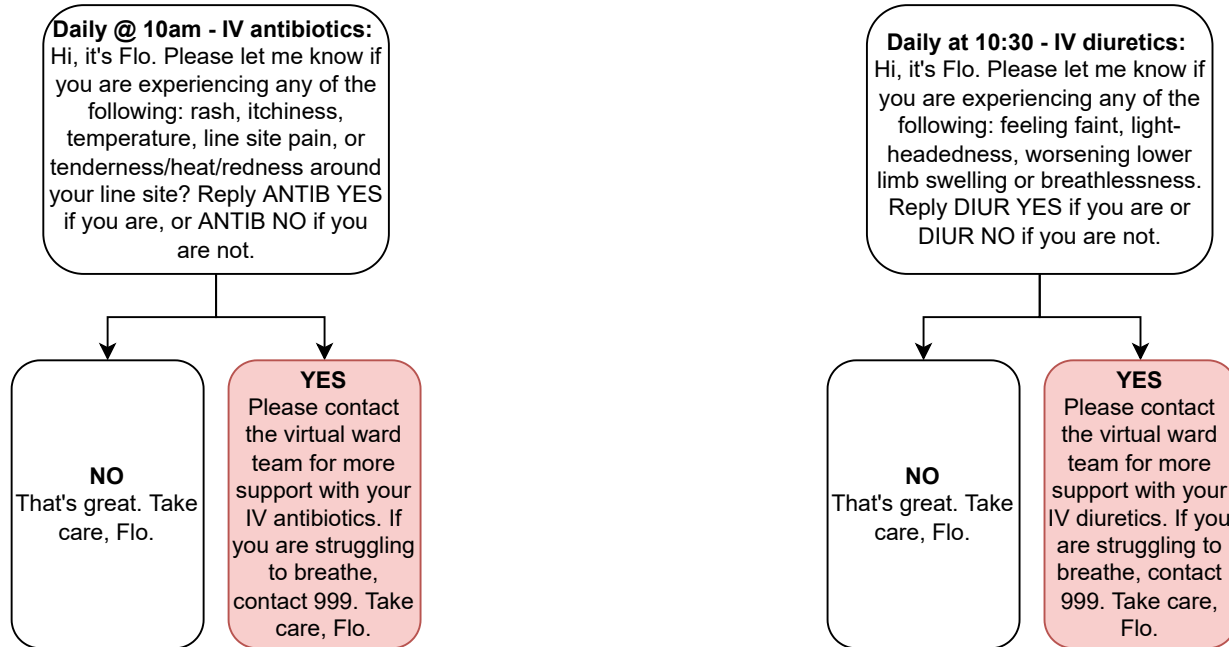 Daily @ 10am - IV antibiotics:
Hi, it's Flo. Please let me know if
you are experiencing any of the
following: rash, itchiness,
temperature, line site pain, or
tenderness/heat/redness around
your line site? Reply ANTIB YES
if you are, or ANTIB NO if you
are not.
NO
That's great. Take
care, Flo.
YES
Please contact
the virtual ward
team for more
support with your
IV antibiotics. If
you are struggling
to breathe,
contact 999. Take
care, Flo.
Daily at 10:30 - IV diuretics:
Hi, it's Flo. Please let me know if
you are experiencing any of the
following: feeling faint, light-
headedness, worsening lower
limb swelling or breathlessness.
Reply DIUR YES if you are or
DIUR NO if you are not.
NO
That's great. Take
care, Flo.
YES
Please contact
the virtual ward
team for more
support with your
IV diuretics. If you
are struggling to
breathe, contact
999. Take care,
Flo.